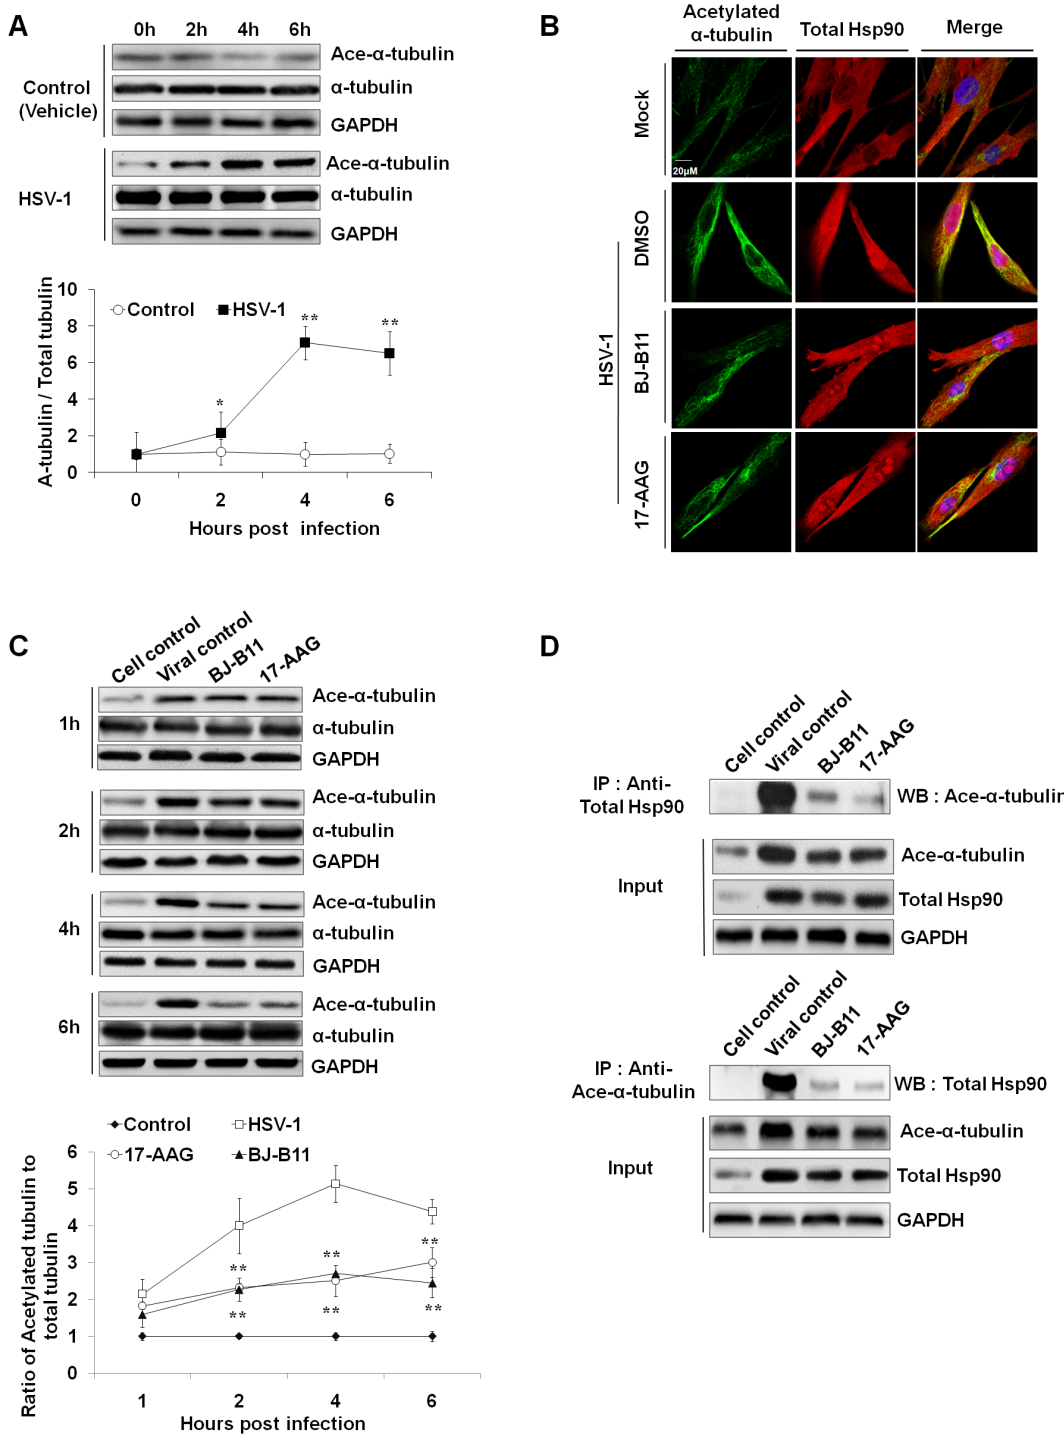 A
0h 2h 4h 6h
Control
(Vehicle)
Ace-α-tubulin
α-tubulin
GAPDH
HSV-1
Ace-α-tubulin
α-tubulin
GAPDH
A-tubulin / Total tubulin
10
8
6
4
2
0
Control HSV-1
*
**
**
0 2 4 6
Hours post infection
B
Acetylated
α-tubulin
Total Hsp90
Merge
Mock
20µM
HSV-1
DMSO
BJ-B11
17-AAG
C
Cell control
Viral control
BJ-B11
17-AAG
1h
Ace-α-tubulin
α-tubulin
GAPDH
2h
Ace-α-tubulin
α-tubulin
GAPDH
4h
Ace-α-tubulin
α-tubulin
GAPDH
6h
Ace-α-tubulin
α-tubulin
GAPDH
Control HSV-1
17-AAG BJ-B11
Ratio of Acetylated tubulin to
total tubulin
6
5
4
3
2
1
0
**
**
**
**
**
**
1 2 4 6
Hours post infection
D
Cell control
Viral control
BJ-B11
17-AAG
IP : Anti-
Total Hsp90
WB : Ace-α-tubulin
Input
Ace-α-tubulin
Total Hsp90
GAPDH
Cell control
Viral control
BJ-B11
17-AAG
IP : Anti-
Ace-α-tubulin
WB : Total Hsp90
Input
Ace-α-tubulin
Total Hsp90
GAPDH